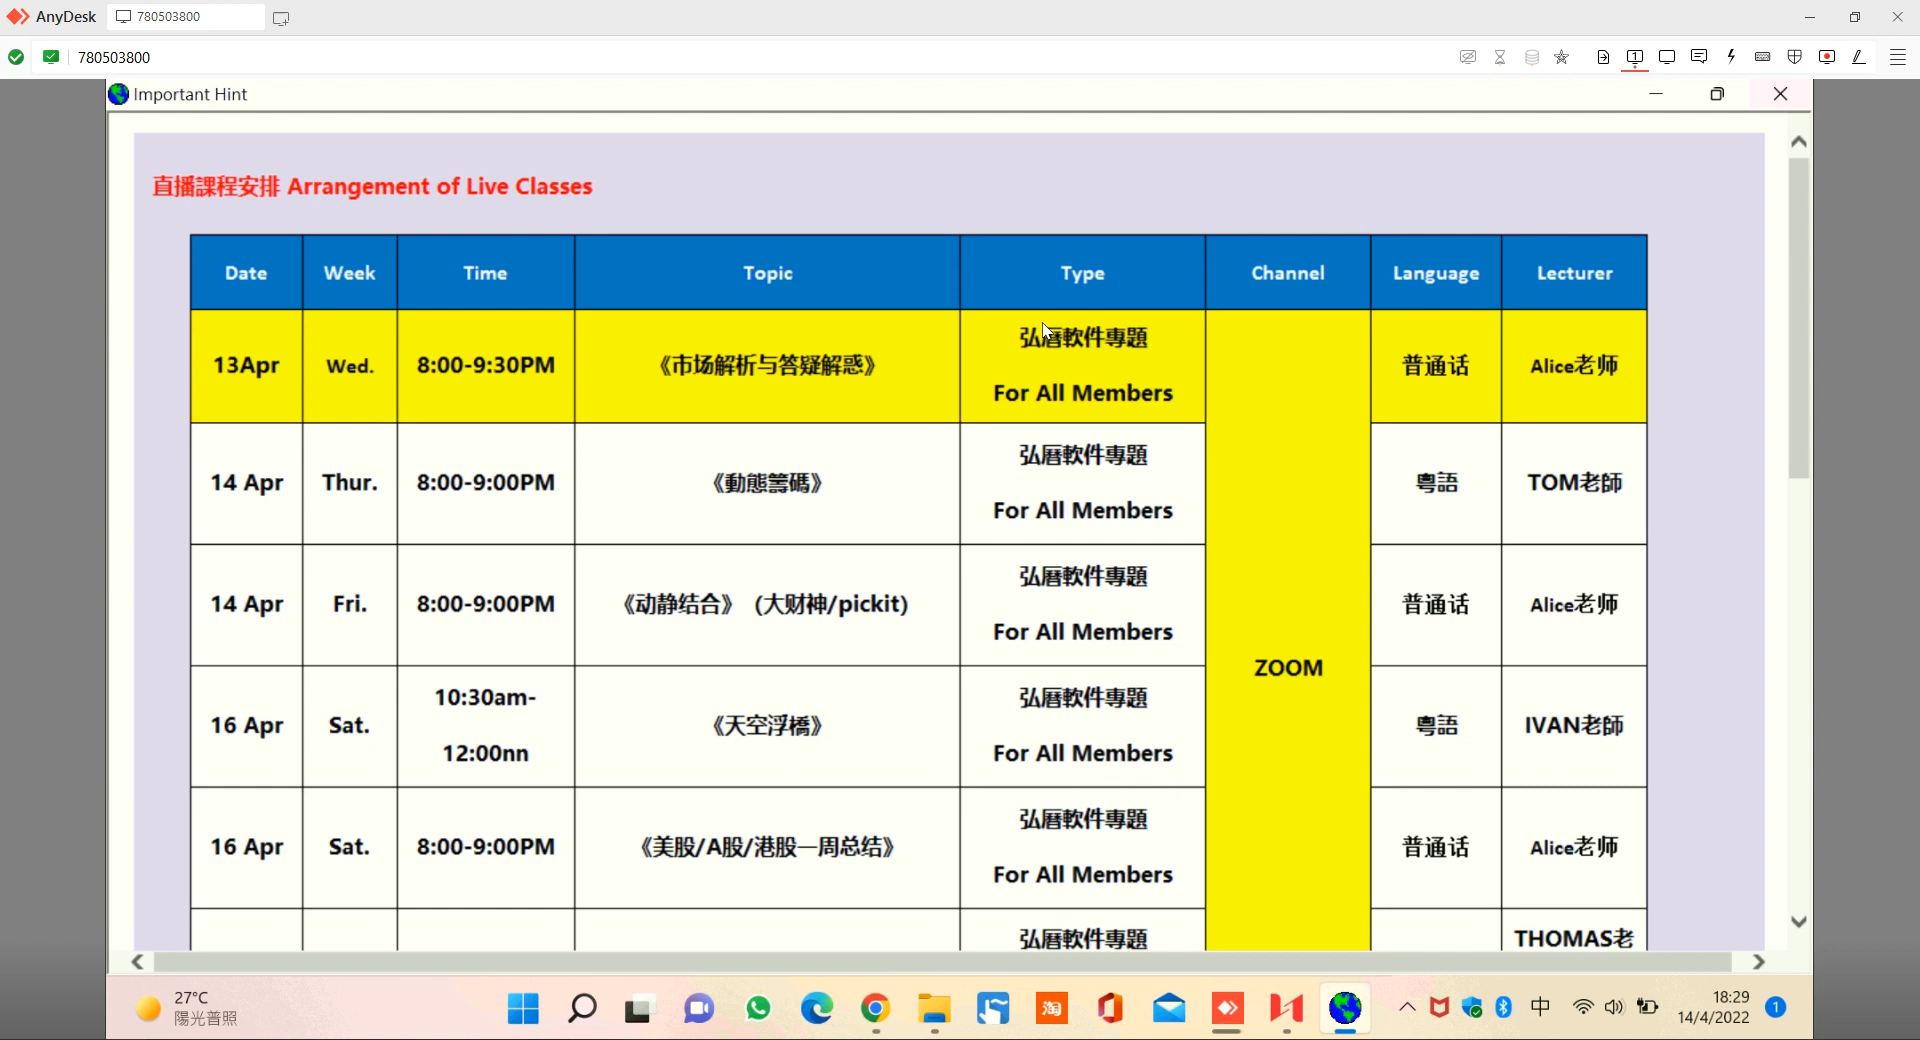 AnyDesk 780503800
780503800
Important Hint
直播課程安排 Arrangement of Live Classes
Date Week Time Topic Type Channel Language Lecturer
13Apr Wed. 8:00-9:30PM 《市场解析与答疑解惑》 弘曆軟件專題 普通话 Alice老师
For All Members
14 Apr Thur. 8:00-9:00PM 《動態籌碼》 弘曆軟件專題 粵語 TOM老師
For All Members
14 Apr Fri. 8:00-9:00PM 《动静结合》 (大财神/pickit) 弘曆軟件專題 普通话 Alice老师
For All Members
ZOOM
16 Apr Sat. 10:30am- 《天空浮橋》 弘曆軟件專題 粵語 IVAN老師
12:00nn For All Members
16 Apr Sat. 8:00-9:00PM 《美股/A股/港股一周总结》 弘曆軟件專題 普通话 Alice老师
For All Members
弘曆軟件專題 THOMAS老
27°C
陽光普照
淘
中
18:29
14/4/2022
1